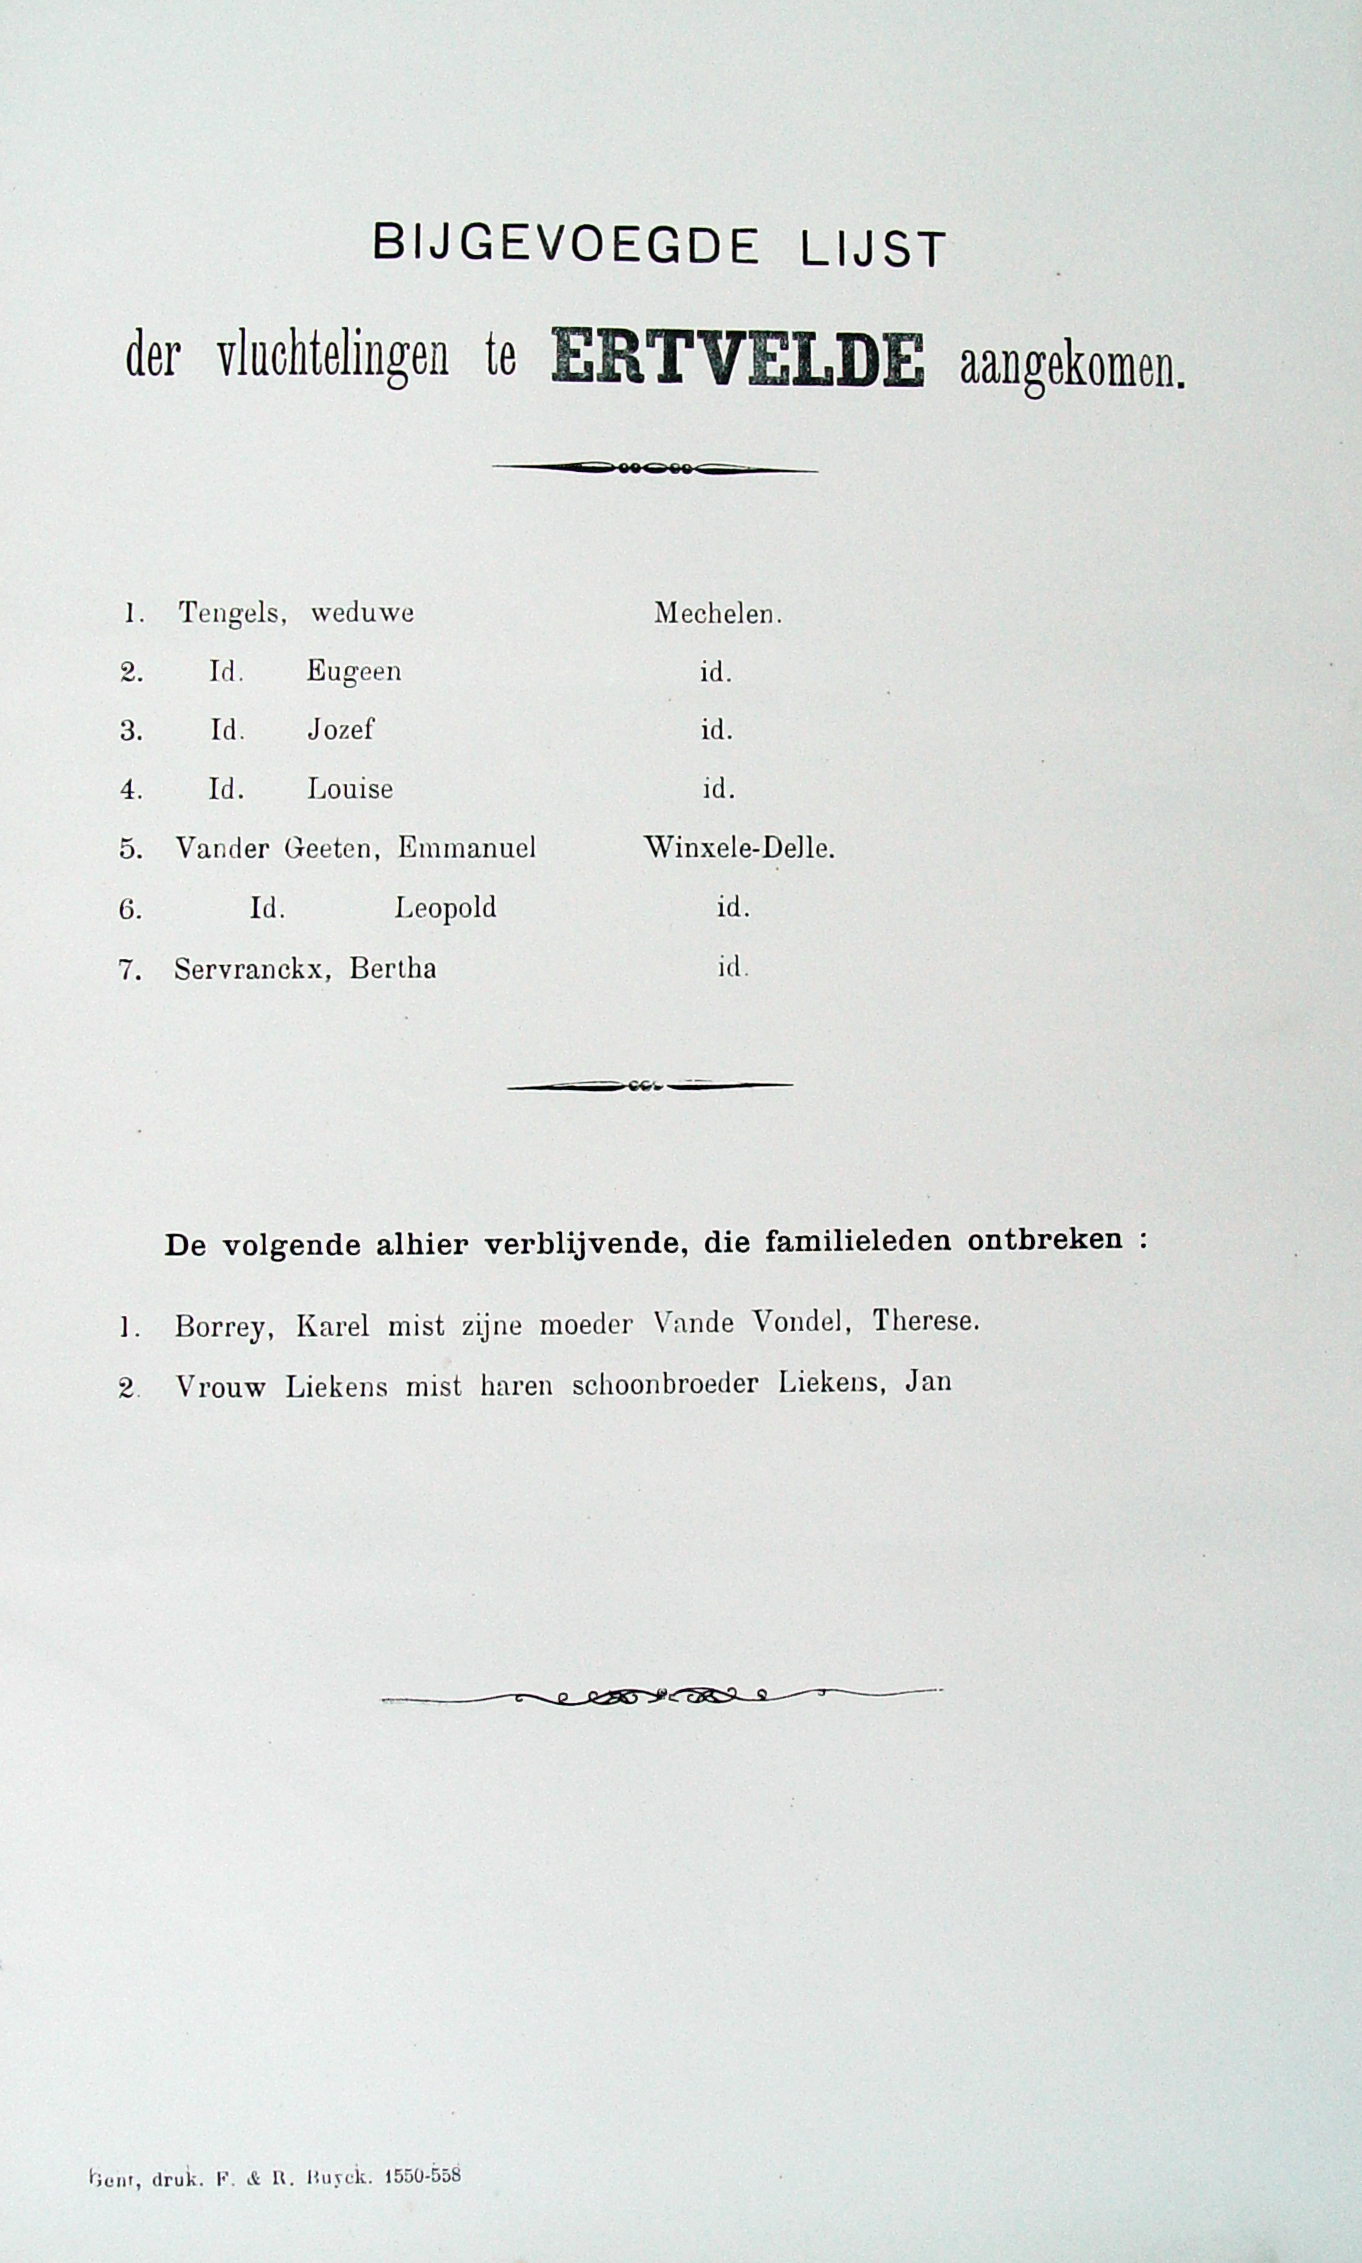 BIJGEVOEGDE LIJST
der vluchtelingen te ERTVELDE aangekomen.
1. Tengels, weduwe Mechelen.
2. Id. Eugeen id.
3. Id. Jozef id.
4. Id. Louise id.
5. Vander Geeten, Emmanuel Winxele-Delle.
6. Id. Leopold id.
7. Servranckx, Bertha id.
De volgende alhier verblijvende, die familieleden ontbreken :
1. Borrey, Karel mist zijne moeder Vande Vondel, Therese.
2. Vrouw Liekens mist haren schoonbroeder Liekens, Jan
Gent, druk. F. & R. Buyck. 1550-558